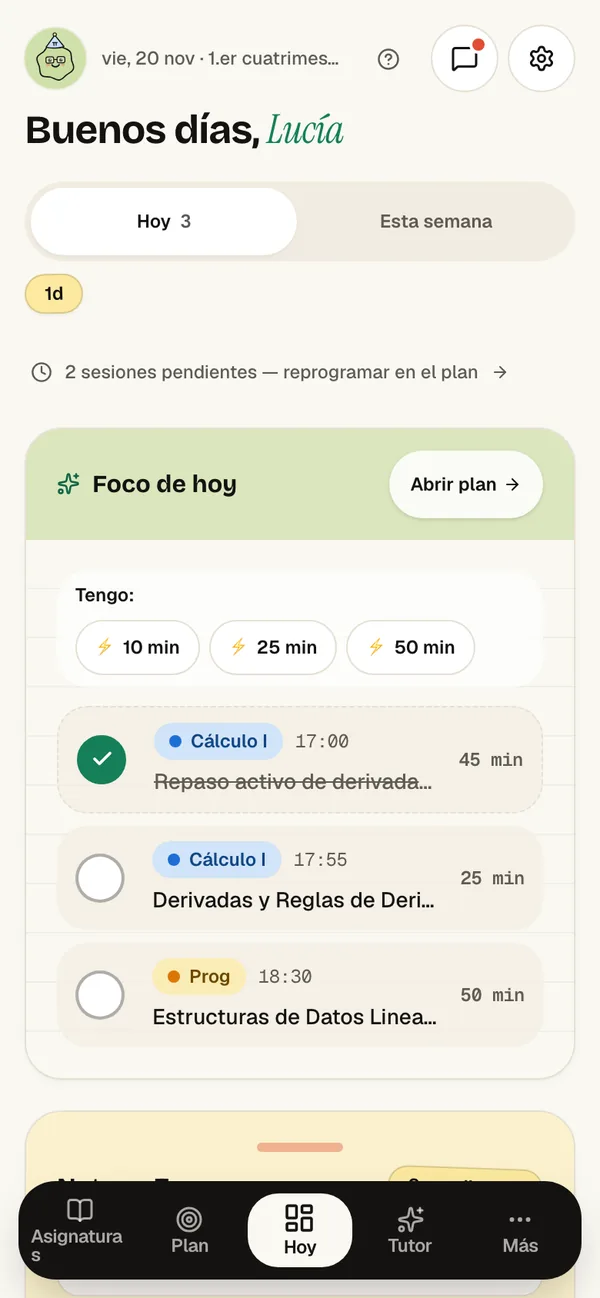 vie, 20 nov · 1.er cuatrimes...
Buenos días, Lucía
Hoy 3
Esta semana
1d
2 sesiones pendientes — reprogramar en el plan →
Foco de hoy
Abrir plan →
Tengo:
10 min
25 min
50 min
Cálculo I 17:00
Repaso activo de derivada...
45 min
Cálculo I 17:55
Derivadas y Reglas de Deri...
25 min
Prog 18:30
Estructuras de Datos Linea...
50 min
Asignatura
s
Plan
Hoy
Tutor
Más